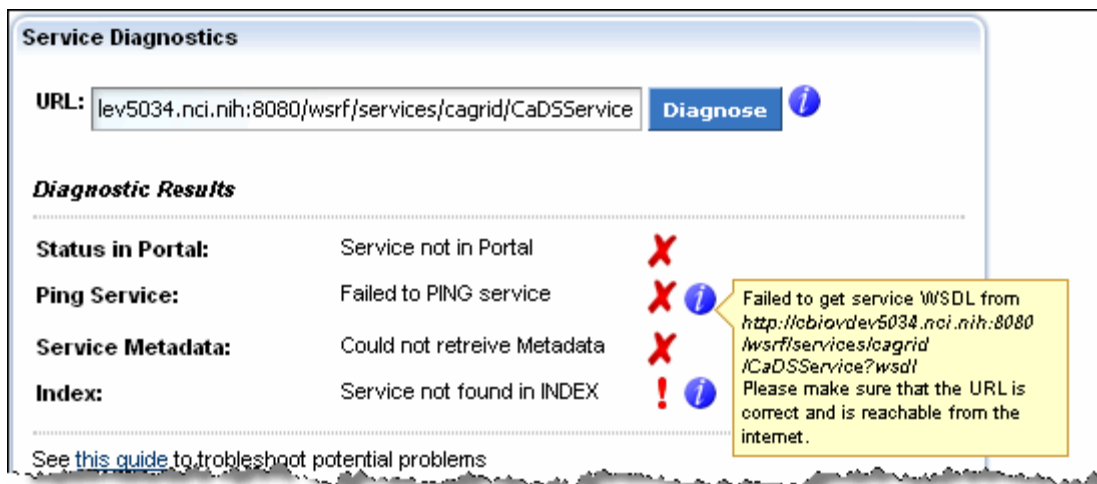 Service Diagnostics
URL: lev5034.nci.nih:8080/wsrf/services/cagrid/CaDSService Diagnose i
Diagnostic Results
Status in Portal: Service not in Portal
Ping Service: Failed to PING service i
Service Metadata: Could not retreive Metadata
Index: Service not found in INDEX ! i
Failed to get service WSDL from
http://cbiovdev5034.nci.nih:8080
/wsrf/services/cagrid
/CaDSService?wsdl
Please make sure that the URL is
correct and is reachable from the
internet.
See this guide to trobleshoot potential problems